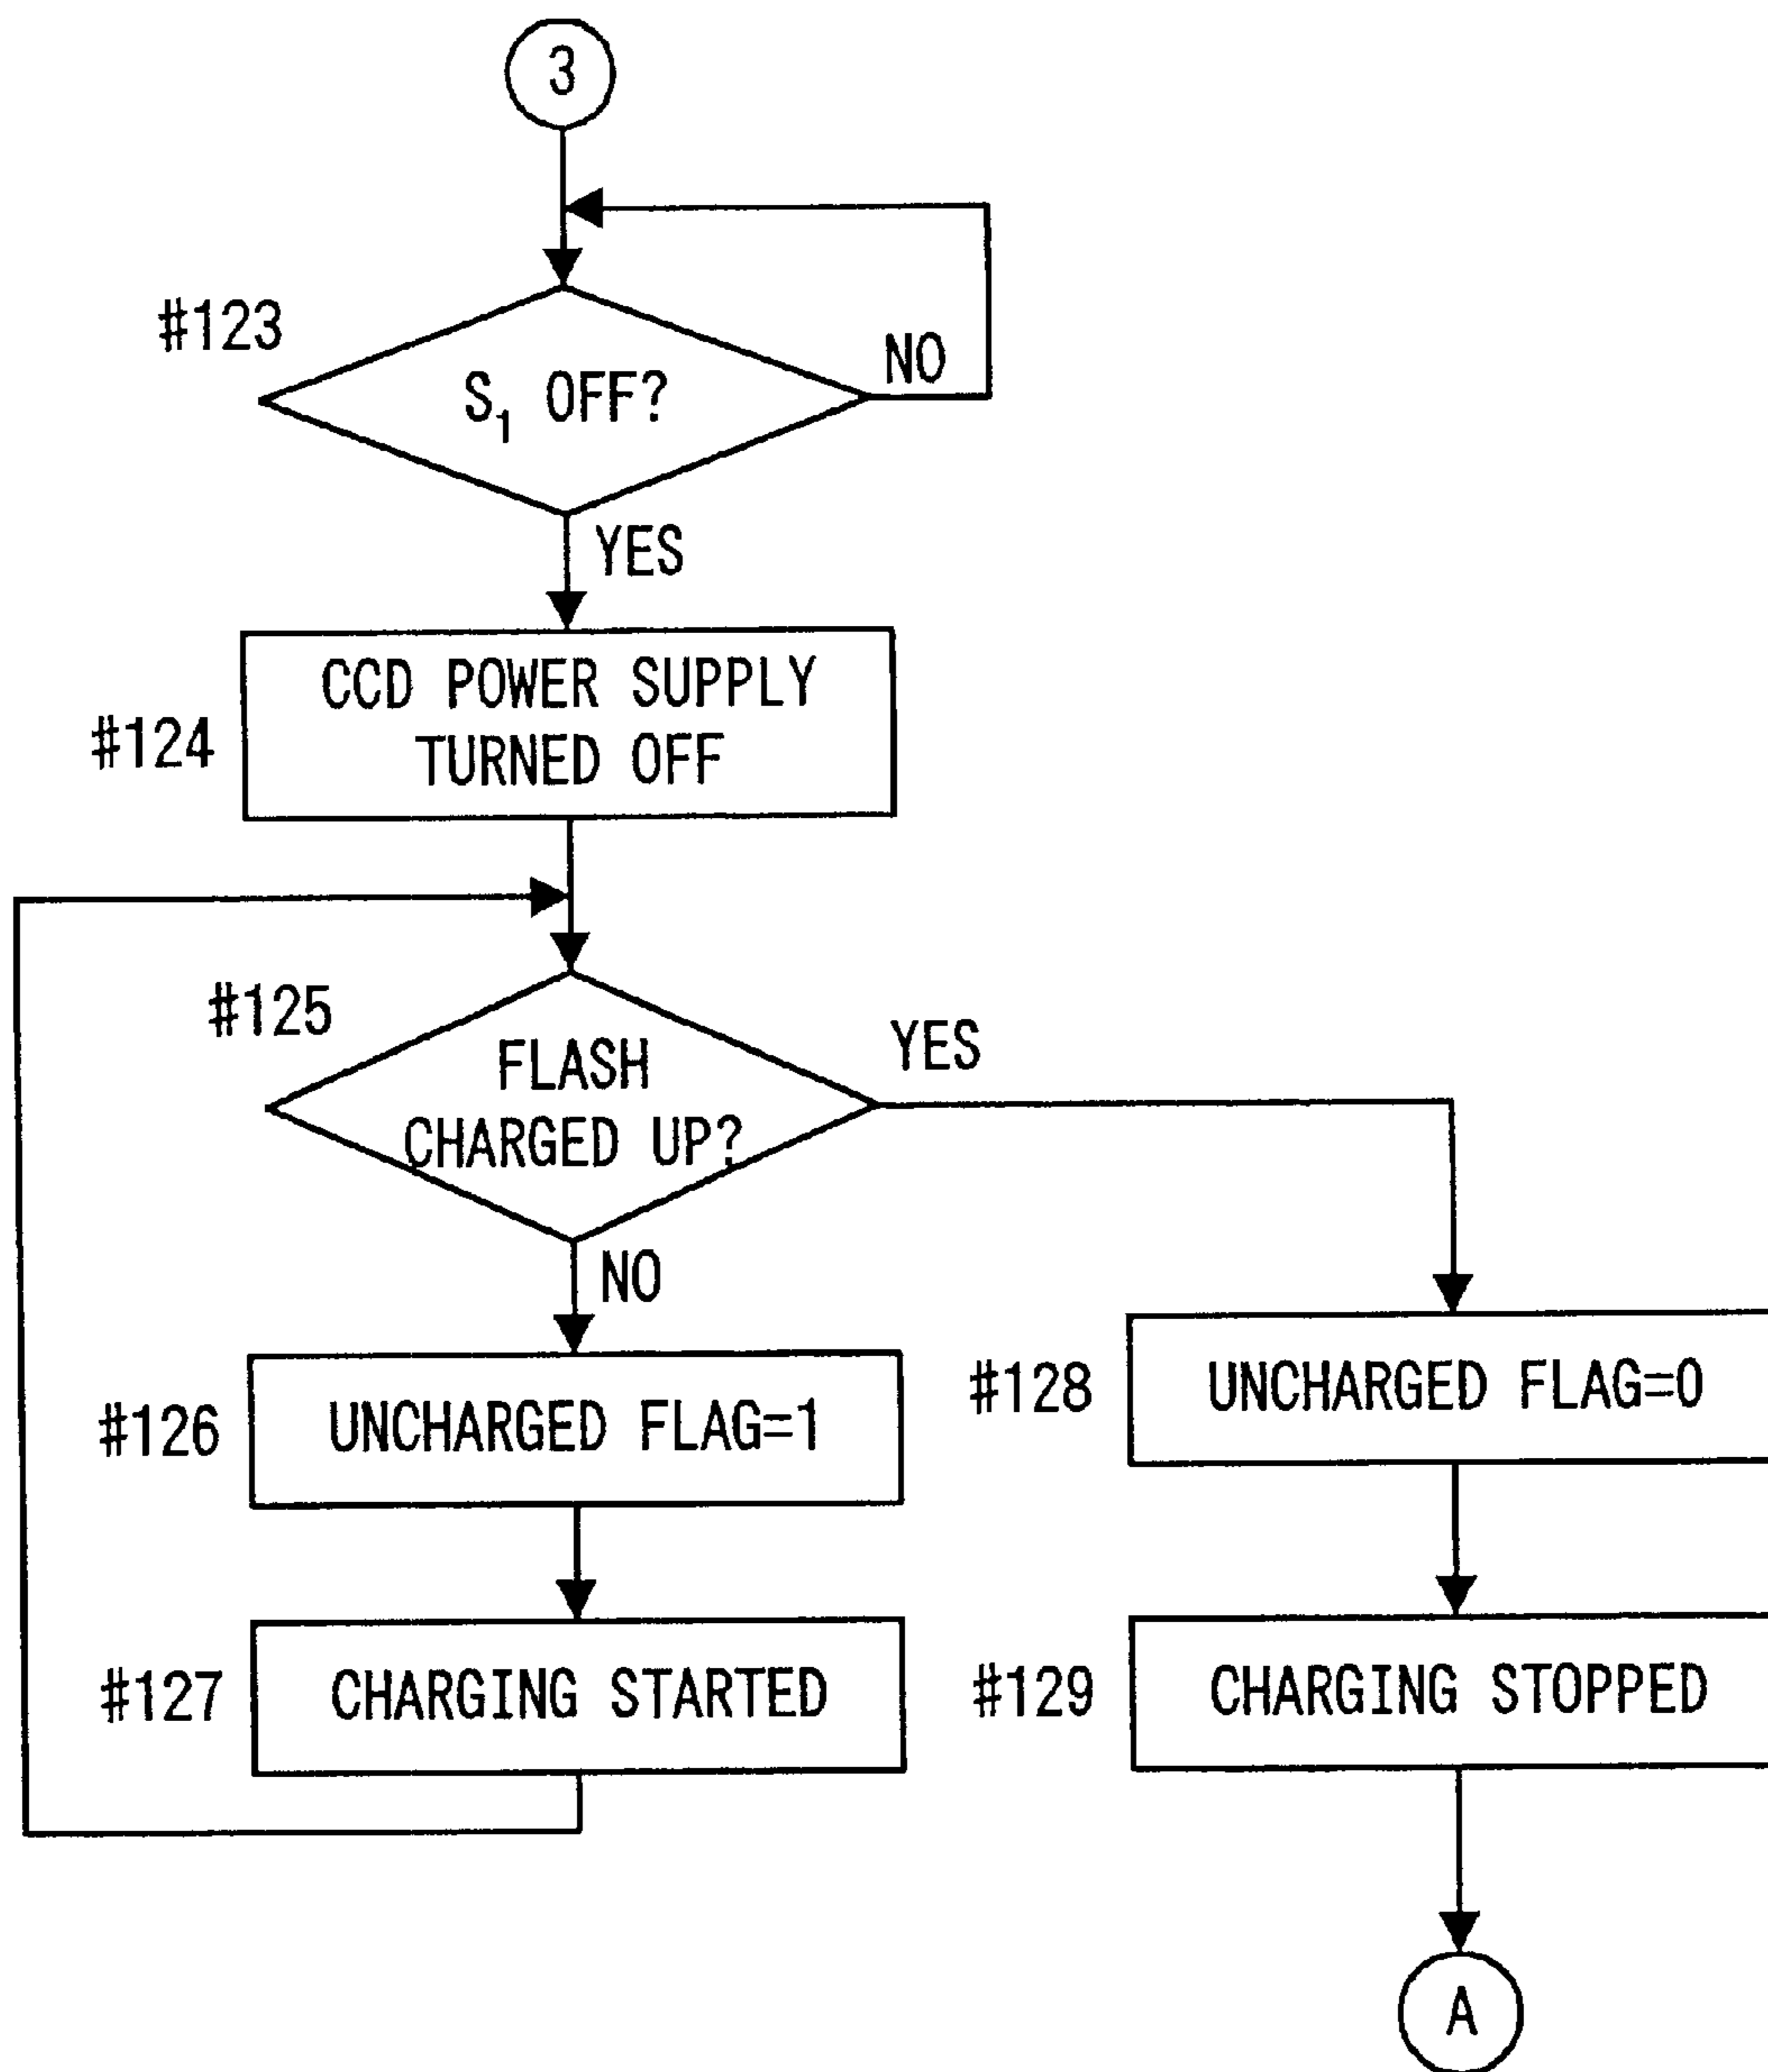 3
#123
S₁ OFF?
NO
YES
#124
CCD POWER SUPPLY
TURNED OFF
#125
FLASH
CHARGED UP?
YES
NO
#126
UNCHARGED FLAG=1
#128
UNCHARGED FLAG=0
#127
CHARGING STARTED
#129
CHARGING STOPPED
A